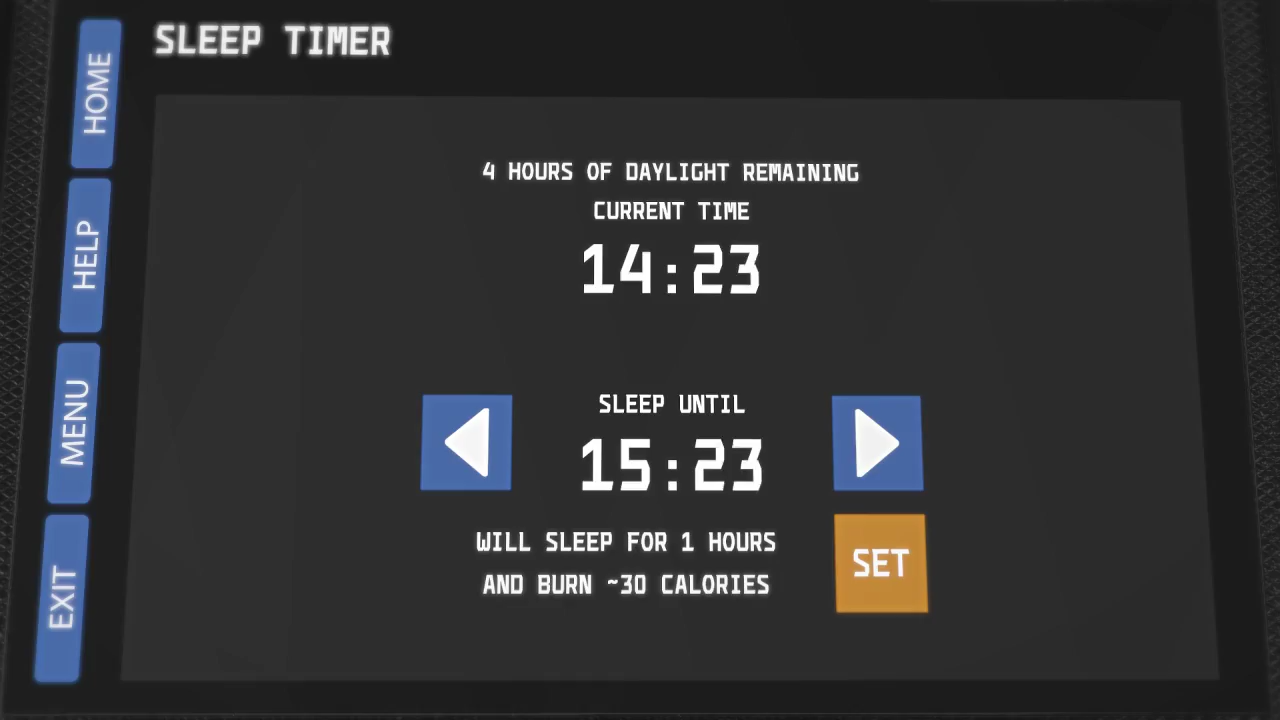 SLEEP TIMER
HOME
HELP
MENU
EXIT
4 HOURS OF DAYLIGHT REMAINING
CURRENT TIME
14:23
SLEEP UNTIL
15:23
WILL SLEEP FOR 1 HOURS
AND BURN ~30 CALORIES
SET